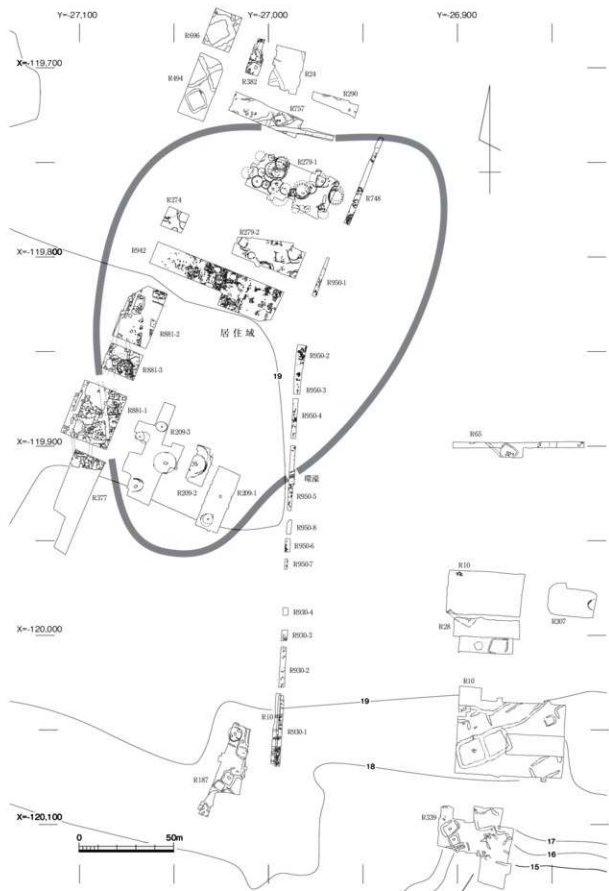 Y=-27,100
Y=-27,000
Y=-26,900
X=-119,700
R696
R382
R24
R494
R757
R290
R279-1
R748
R274
X=-119,800
R942
R279-2
R950-1
居住域
R881-2
R881-3
19
R950-2
R950-3
R881-1
R950-4
R209-3
X=-119,900
R65
R377
R209-2
R209-1
環濠
R950-5
R950-8
R950-6
R950-7
R10
R930-4
R28
R207
X=-120,000
R930-3
R930-2
19
R10
R10
R930-1
18
R187
X=-120,100
R339
17
16
15
0
50m